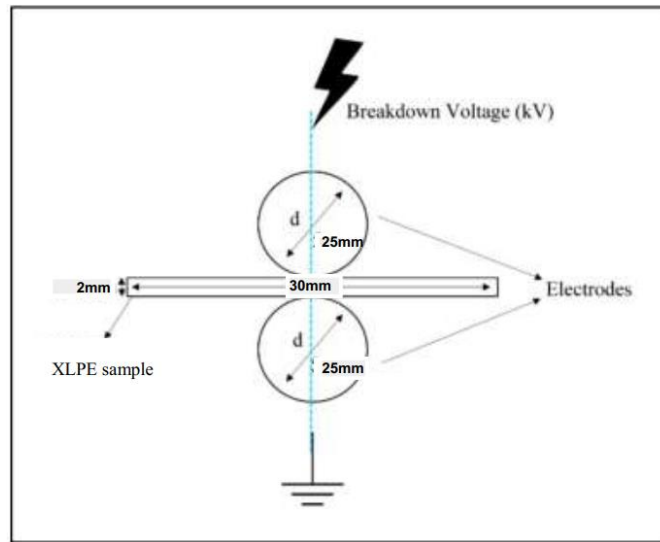 Breakdown Voltage (kV)
d
25mm
2mm
30mm
Electrodes
d
25mm
XLPE sample